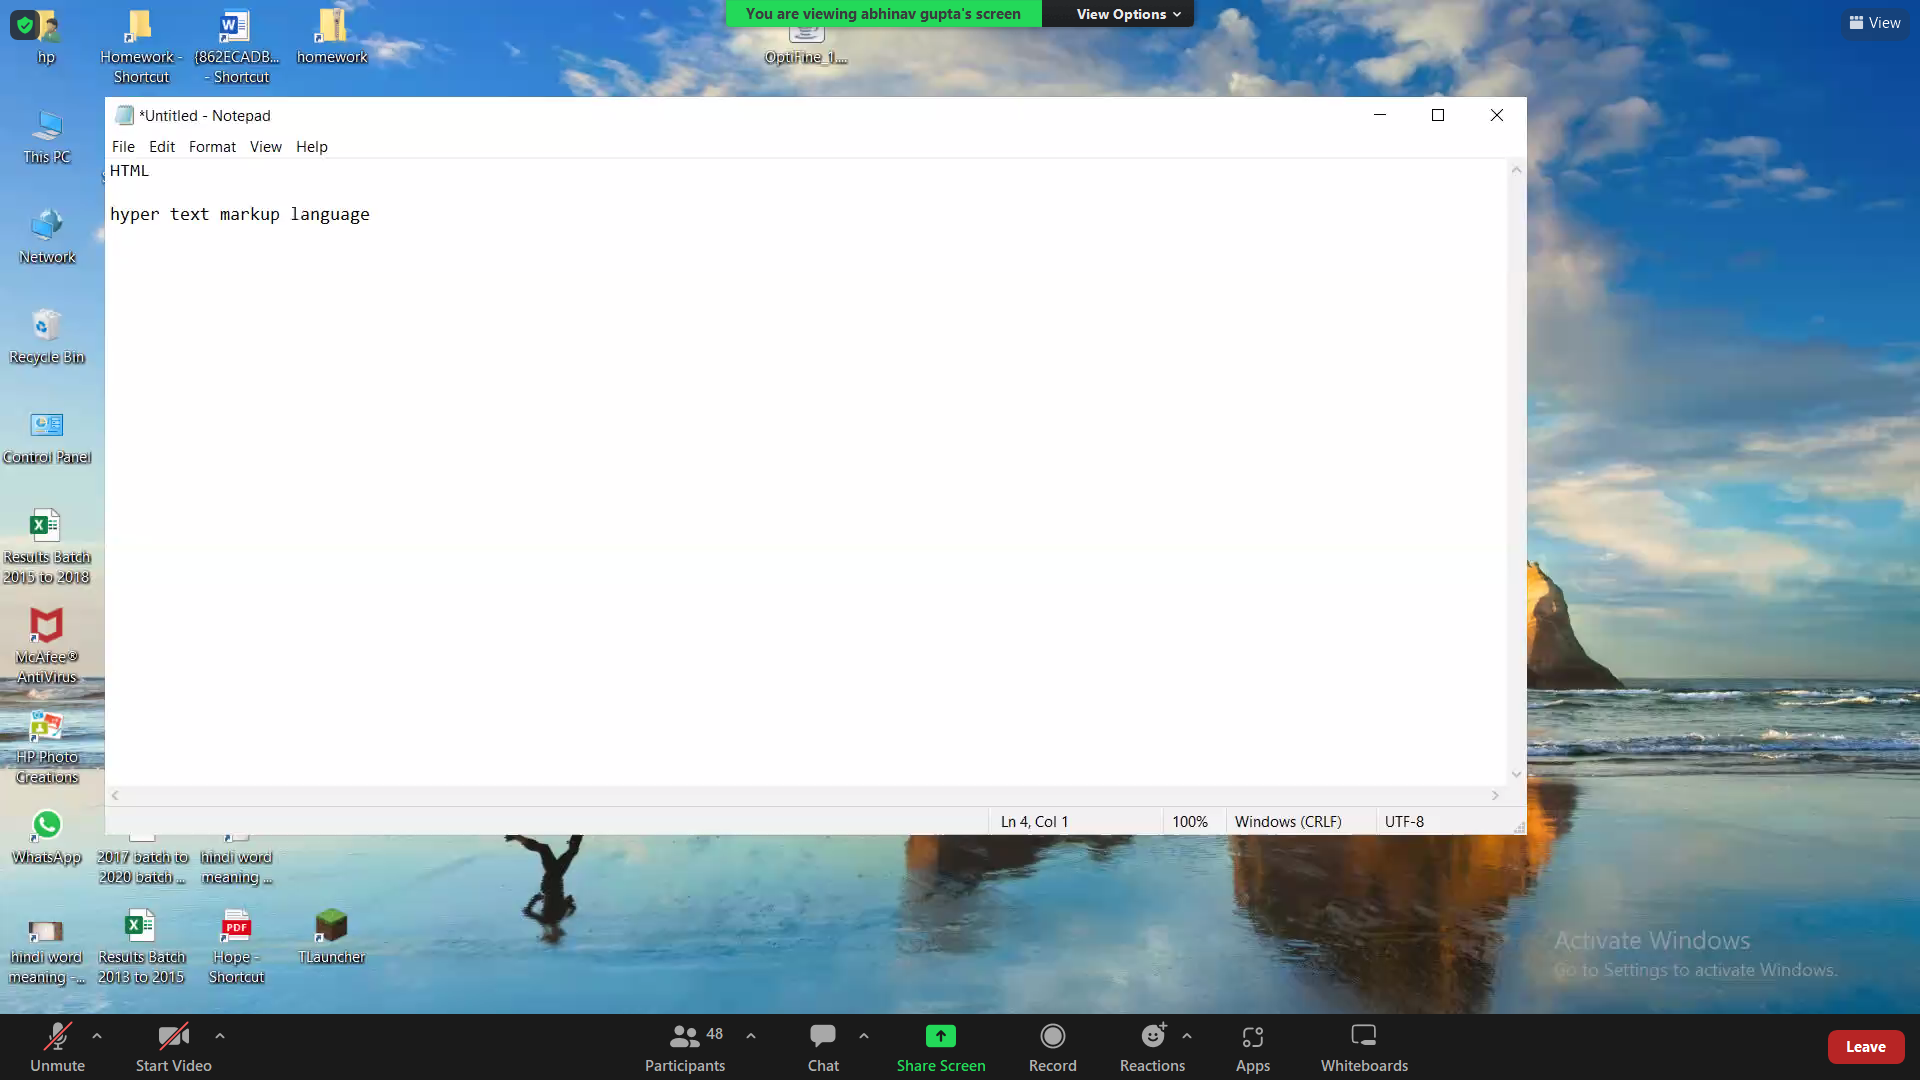 You are viewing abhinav gupta's screen
View Options
View
hp
Homework -
Shortcut
{862ECADB...
- Shortcut
homework
OptiFine_1....
*Untitled - Notepad
File Edit Format View Help
HTML
hyper text markup language
This PC
Network
Recycle Bin
Control Panel
Results Batch
2015 to 2018
McAfee®
AntiVirus
HP Photo
Creations
WhatsApp
2017 batch to
2020 batch ...
hindi word
meaning ...
hindi word
meaning -...
Results Batch
2013 to 2015
PDF
Hope -
Shortcut
TLauncher
Ln 4, Col 1
100%
Windows (CRLF)
UTF-8
Activate Windows
Go to Settings to activate Windows.
Unmute
Start Video
48
Participants
Chat
Share Screen
Record
Reactions
Apps
Whiteboards
Leave